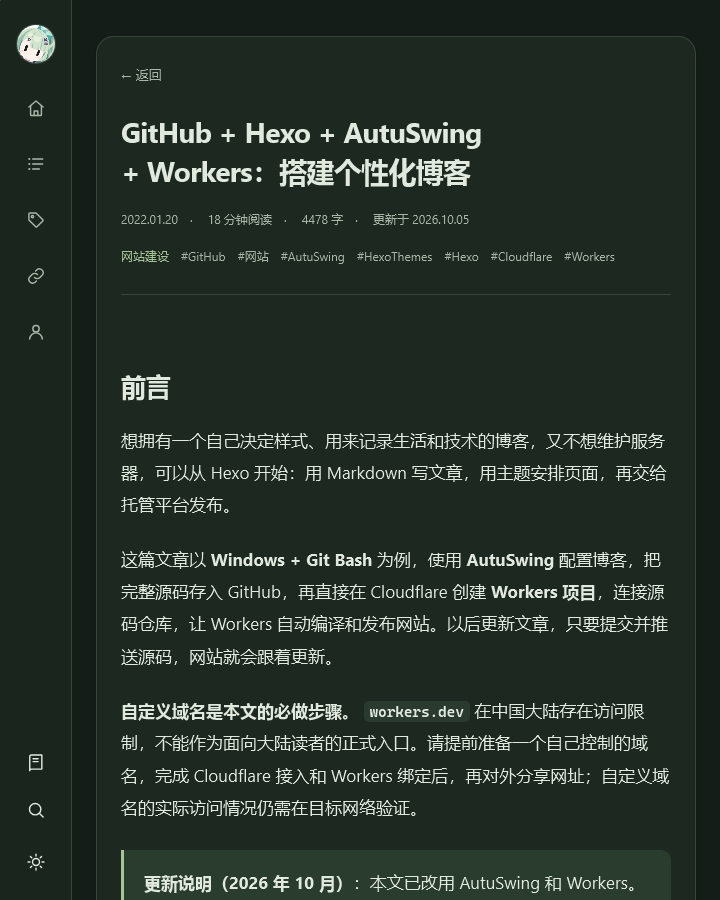 ← 返回
GitHub + Hexo + AutuSwing
+ Workers：搭建个性化博客
2022.01.20 · 18 分钟阅读 · 4478 字 · 更新于 2026.10.05
网站建设 #GitHub #网站 #AutuSwing #HexoThemes #Hexo #Cloudflare #Workers
前言
想拥有一个自己决定样式、用来记录生活和技术的博客，又不想维护服务
器，可以从 Hexo 开始：用 Markdown 写文章，用主题安排页面，再交给
托管平台发布。
这篇文章以 Windows + Git Bash 为例，使用 AutuSwing 配置博客，把
完整源码存入 GitHub，再直接在 Cloudflare 创建 Workers 项目，连接源
码仓库，让 Workers 自动编译和发布网站。以后更新文章，只要提交并推
送源码，网站就会跟着更新。
自定义域名是本文的必做步骤。 workers.dev 在中国大陆存在访问限
制，不能作为面向大陆读者的正式入口。请提前准备一个自己控制的域
名，完成 Cloudflare 接入和 Workers 绑定后，再对外分享网址；自定义域
名的实际访问情况仍需在目标网络验证。
更新说明（2026 年 10 月）：本文已改用 AutuSwing 和 Workers。